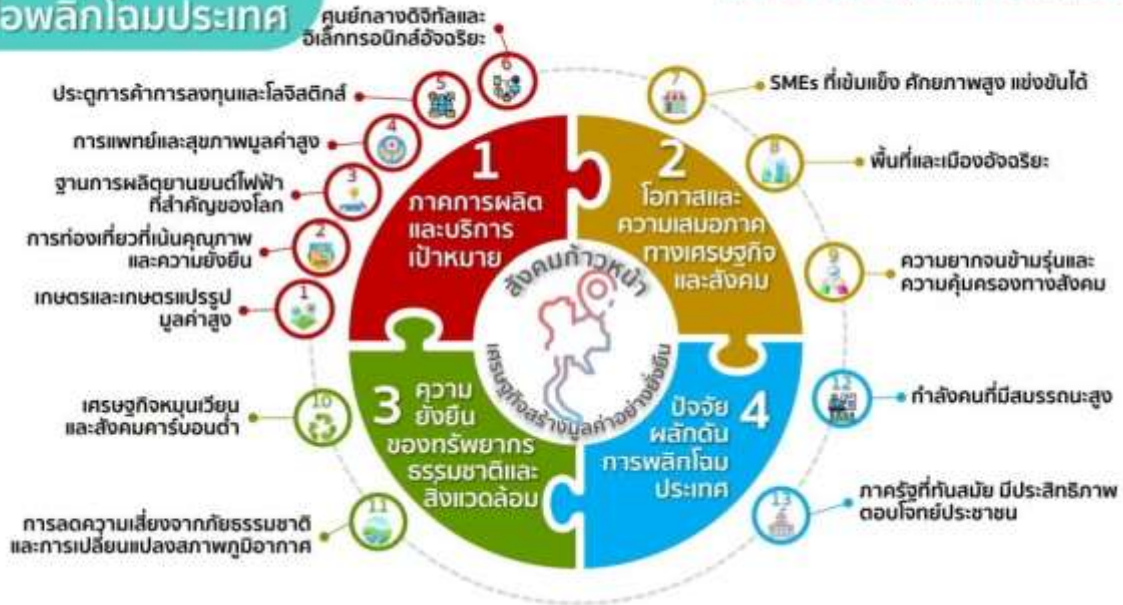 อพลิกโฉมประเทศ
ศูนย์กลางดิจิทัลและ
อิเล็กทรอนิกส์อัจฉริยะ
6
5
ประตูการค้าการลงทุนและโลจิสติกส์
4
การแพทย์และสุขภาพมูลค่าสูง
3
ฐานการผลิตยานยนต์ไฟฟ้า
ที่สำคัญของโลก
2
การท่องเที่ยวที่เน้นคุณภาพ
และความยั่งยืน
1
เกษตรและเกษตรแปรรูป
มูลค่าสูง
7
SMEs ที่เข้มแข็ง ศักยภาพสูง แข่งขันได้
8
พื้นที่และเมืองอัจฉริยะ
9
ความยากจนข้ามรุ่นและ
ความคุ้มครองทางสังคม
1
ภาคการผลิต
และบริการ
เป้าหมาย
2
โอกาสและ
ความเสมอภาค
ทางเศรษฐกิจ
และสังคม
สังคมก้าวหน้า
เศรษฐกิจสร้างมูลค่าอย่างยั่งยืน
3 ความ
ยั่งยืน
ของทรัพยากร
ธรรมชาติและ
สิ่งแวดล้อม
ปัจจัย 4
ผลักดัน
การพลิกโฉม
ประเทศ
10
เศรษฐกิจหมุนเวียน
และสังคมคาร์บอนต่ำ
11
การลดความเสี่ยงจากภัยธรรมชาติ
และการเปลี่ยนแปลงสภาพภูมิอากาศ
12
กำลังคนที่มีสมรรถนะสูง
13
ภาครัฐที่ทันสมัย มีประสิทธิภาพ
ตอบโจทย์ประชาชน